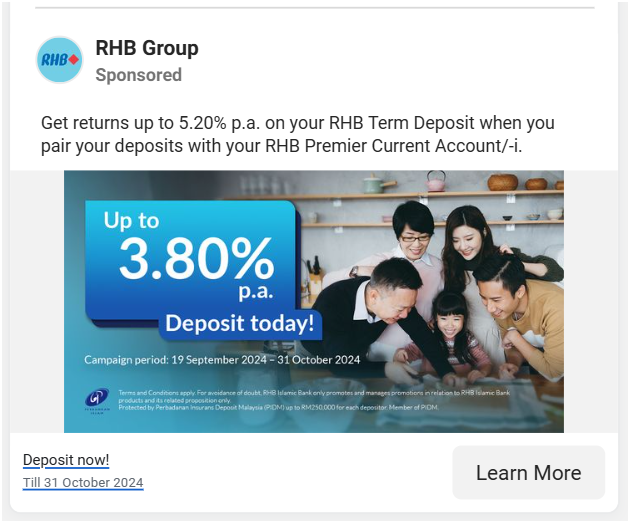 RHB
RHB Group
Sponsored
Get returns up to 5.20% p.a. on your RHB Term Deposit when you
pair your deposits with your RHB Premier Current Account/-i.
Up to
3.80%
p.a.
Deposit today!
Campaign period: 19 September 2024 – 31 October 2024
Terms and Conditions apply. For avoidance of doubt, RHB Islamic Bank only promotes and manages promotions in relation to RHB Islamic Bank
products and its related proposition only.
Protected by Perbadanan Insurans Deposit Malaysia (PIDM) up to RM250,000 for each depositor. Member of PIDM.
Deposit now!
Till 31 October 2024
Learn More